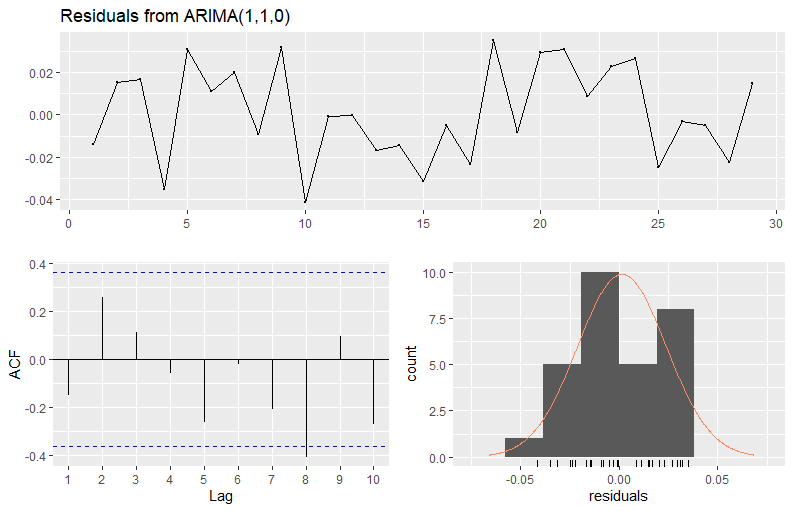 Residuals from ARIMA(1,1,0)
0.02
0.00
-0.02
-0.04
0 5 10 15 20 25 30
0.4
0.2
0.0
-0.2
-0.4
ACF
1 2 3 4 5 6 7 8 9 10
Lag
10.0
7.5
5.0
2.5
0.0
count
-0.05 0.00 0.05
residuals